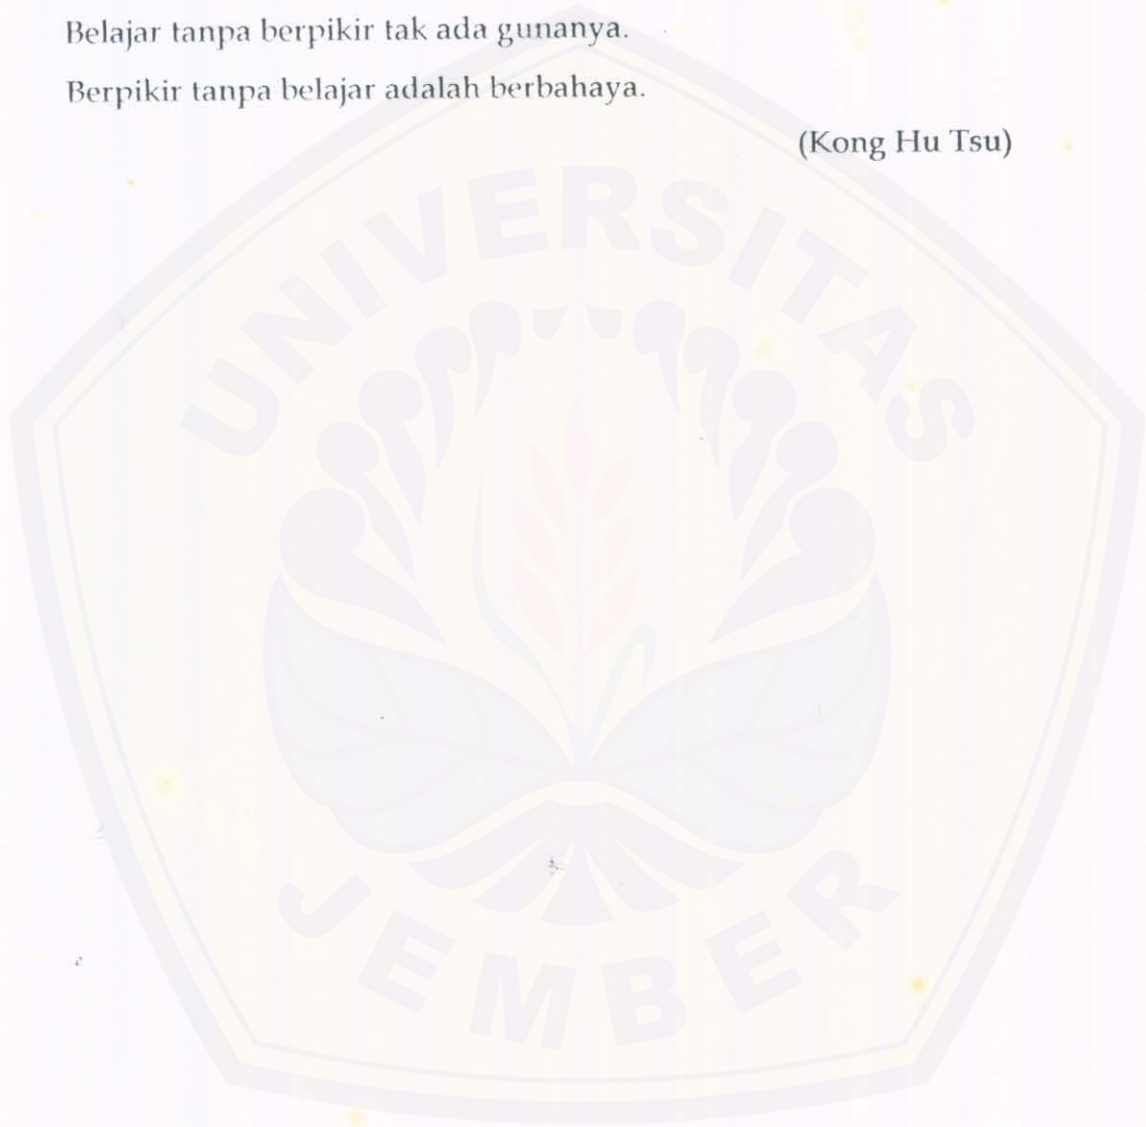 Belajar tanpa berpikir tak ada gunanya.
Berpikir tanpa belajar adalah berbahaya.
(Kong Hu Tsu)
UNIVERSITAS
JEMBER